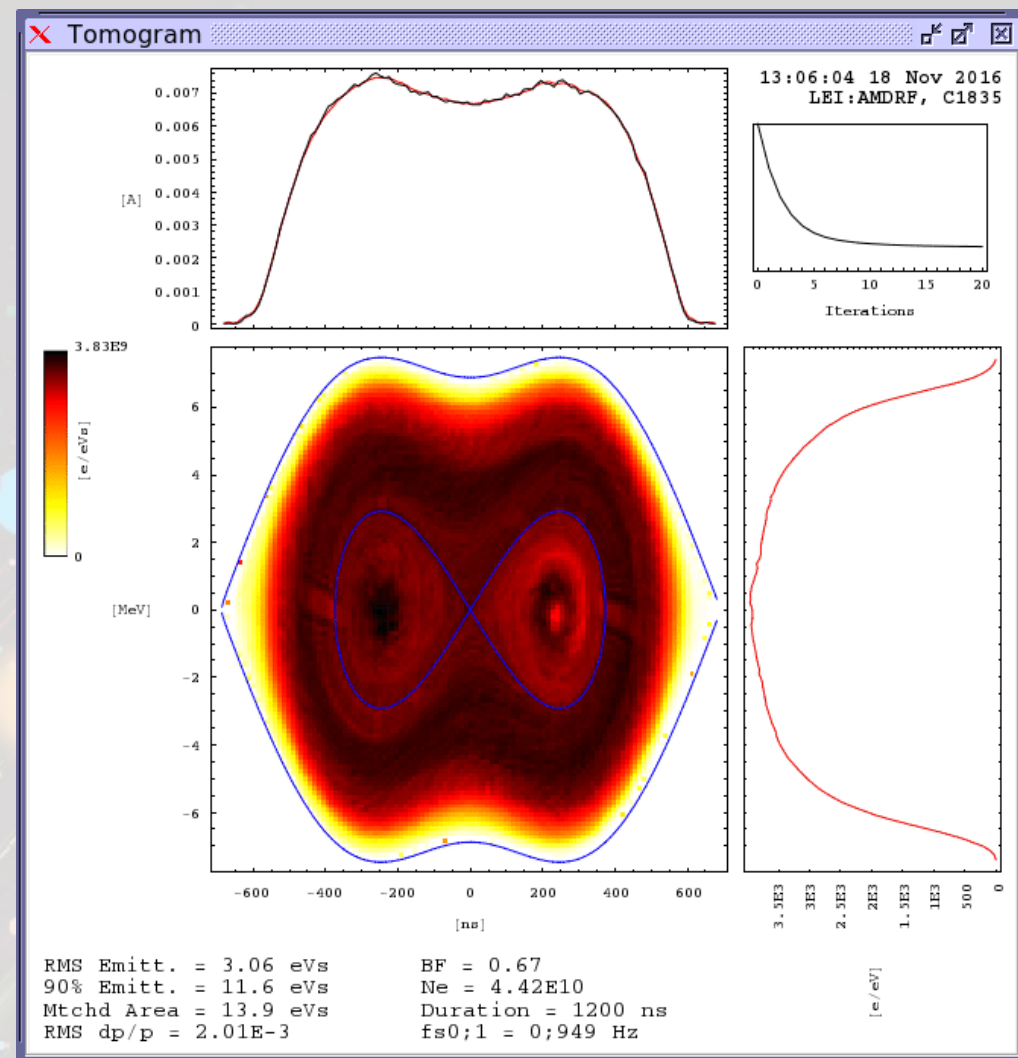 Tomogram
13:06:04 18 Nov 2016
LEI:AMDRF, C1835
0.007
0.006
0.005
[A]
0.004
0.003
0.002
0.001
0
0 5 10 15 20
Iterations
3.83E9
[e/eVs]
0
6
4
2
[MeV]
0
-2
-4
-6
-600 -400 -200 0 200 400 600
[ns]
3.5E3 3E3 2.5E3 2E3 1.5E3 1E3 500 0
[e/eV]
RMS Emitt. = 3.06 eVs
90% Emitt. = 11.6 eVs
Mtchd Area = 13.9 eVs
RMS dp/p = 2.01E-3
BF = 0.67
Ne = 4.42E10
Duration = 1200 ns
fs0;1 = 0;949 Hz